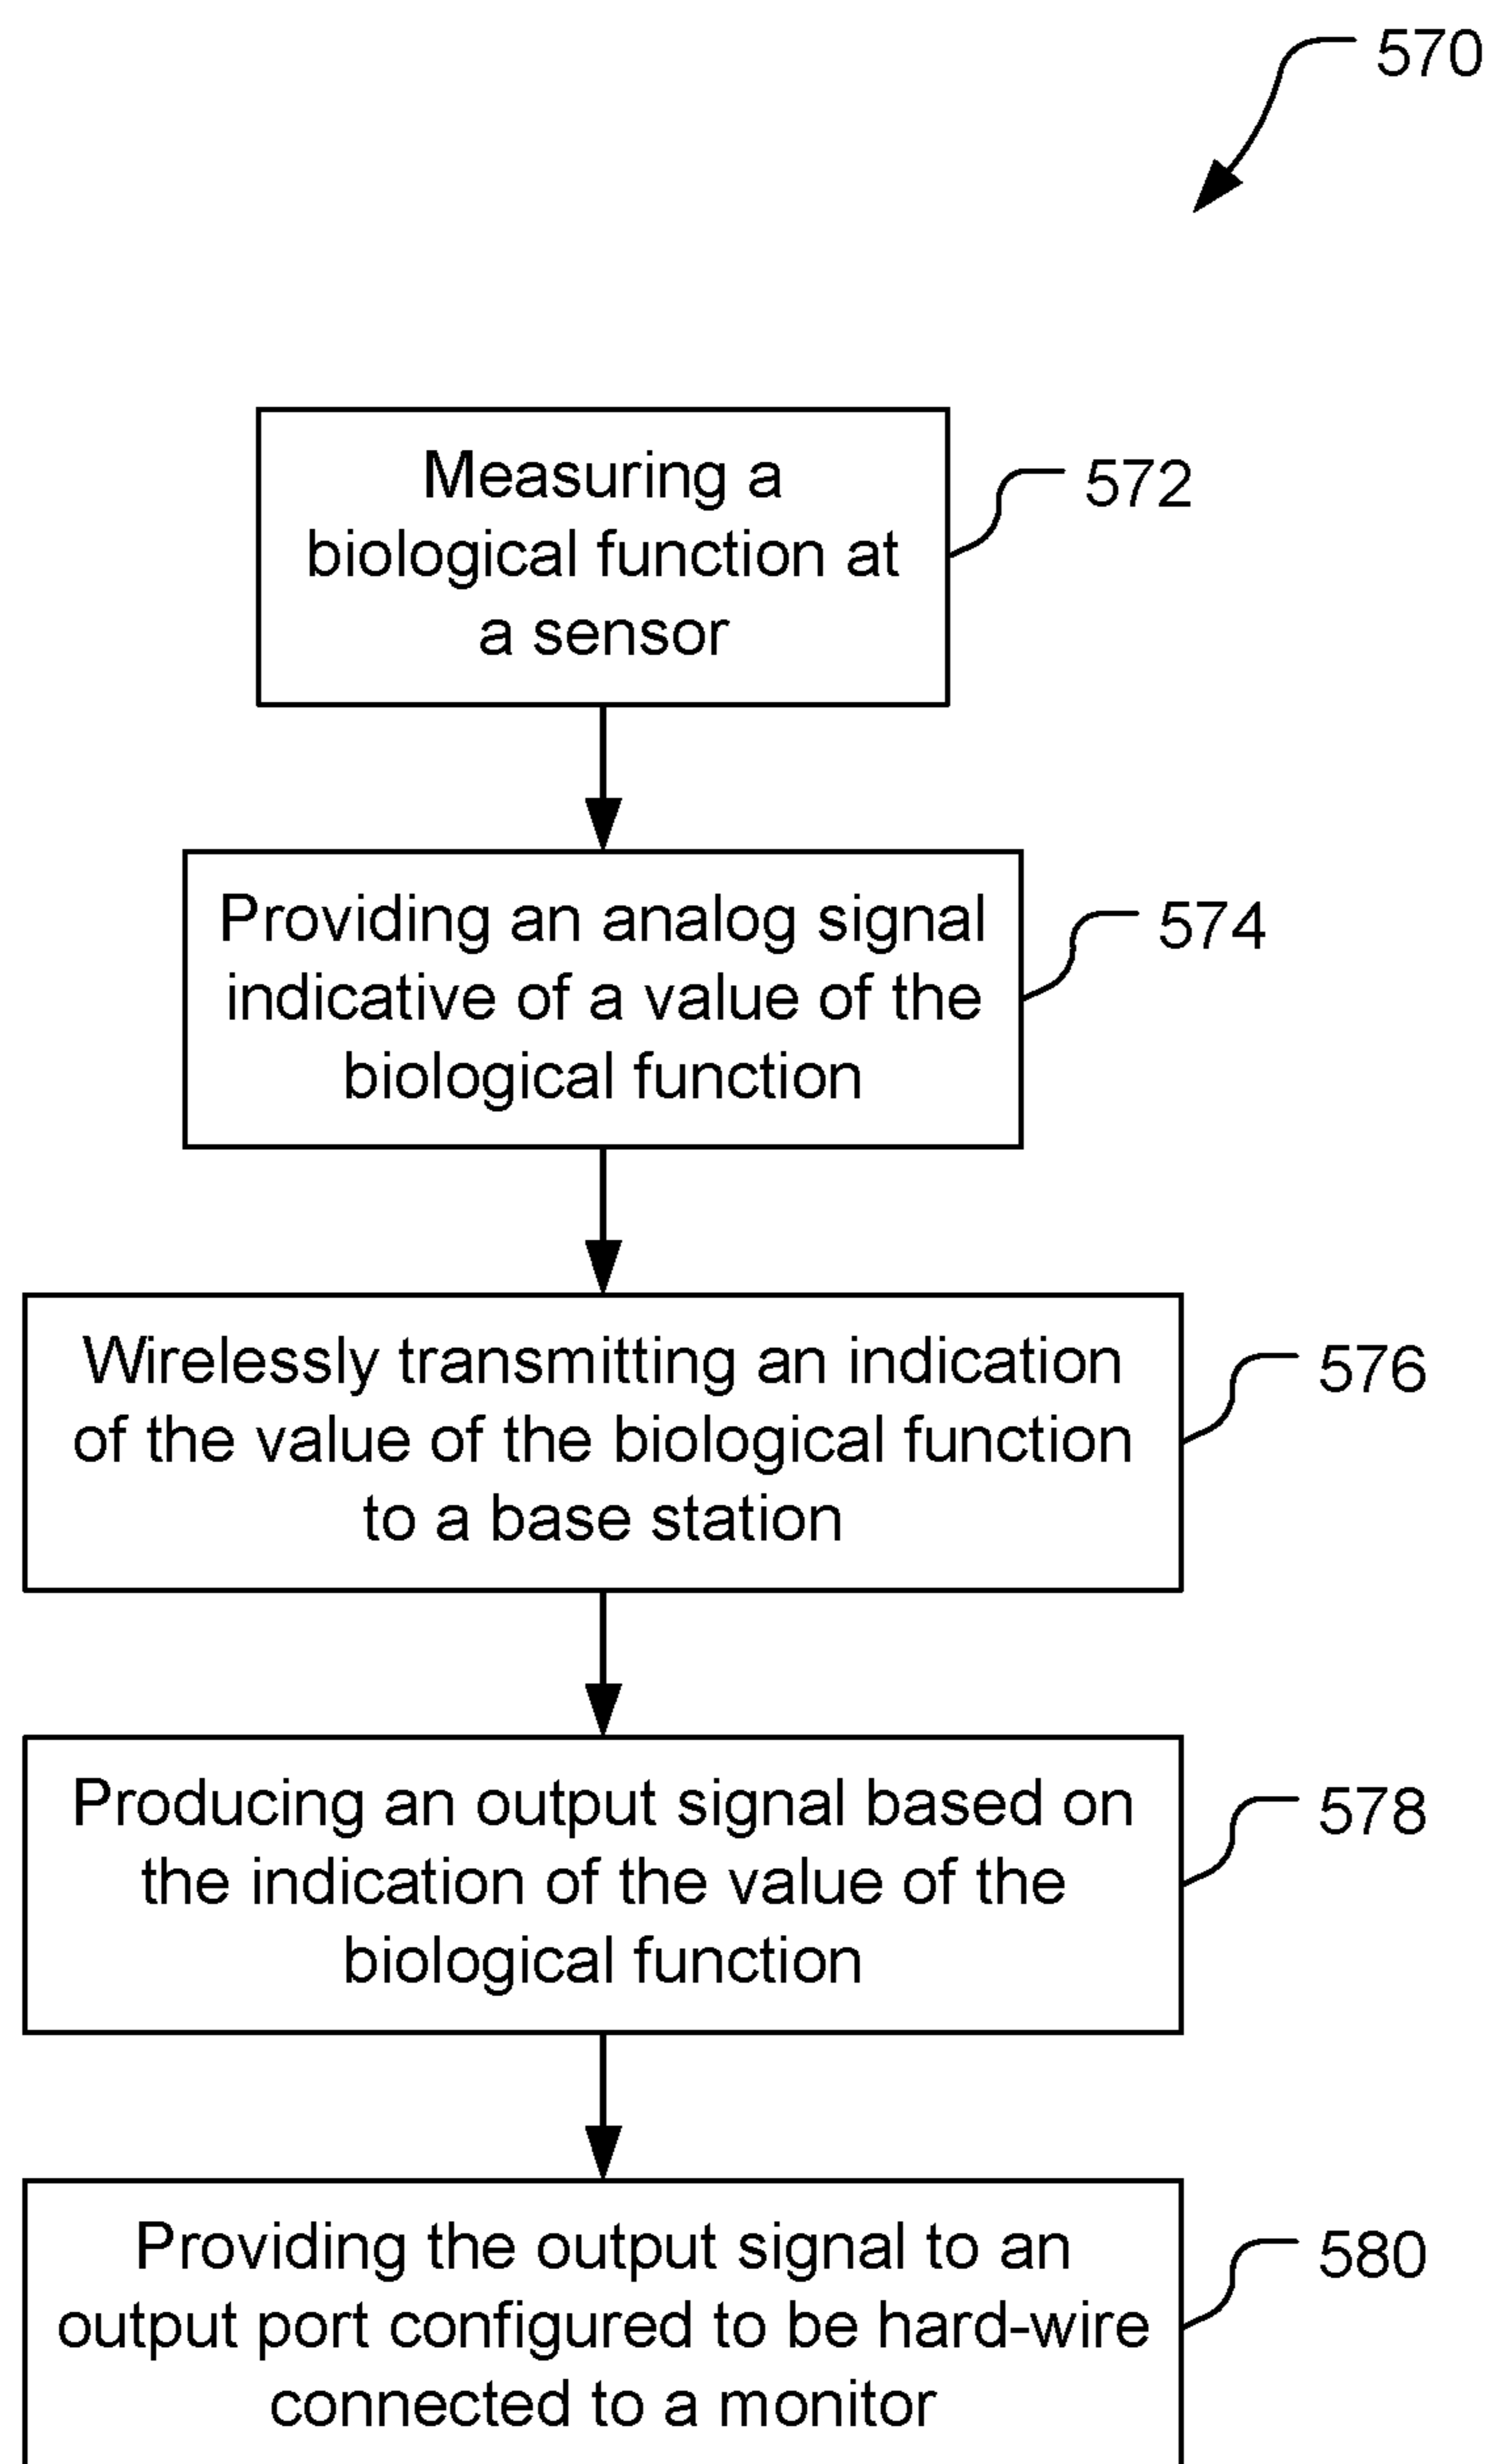 570
Measuring a
biological function at
a sensor
572
Providing an analog signal
indicative of a value of the
biological function
574
Wirelessly transmitting an indication
of the value of the biological function
to a base station
576
Producing an output signal based on
the indication of the value of the
biological function
578
Providing the output signal to an
output port configured to be hard-wire
connected to a monitor
580